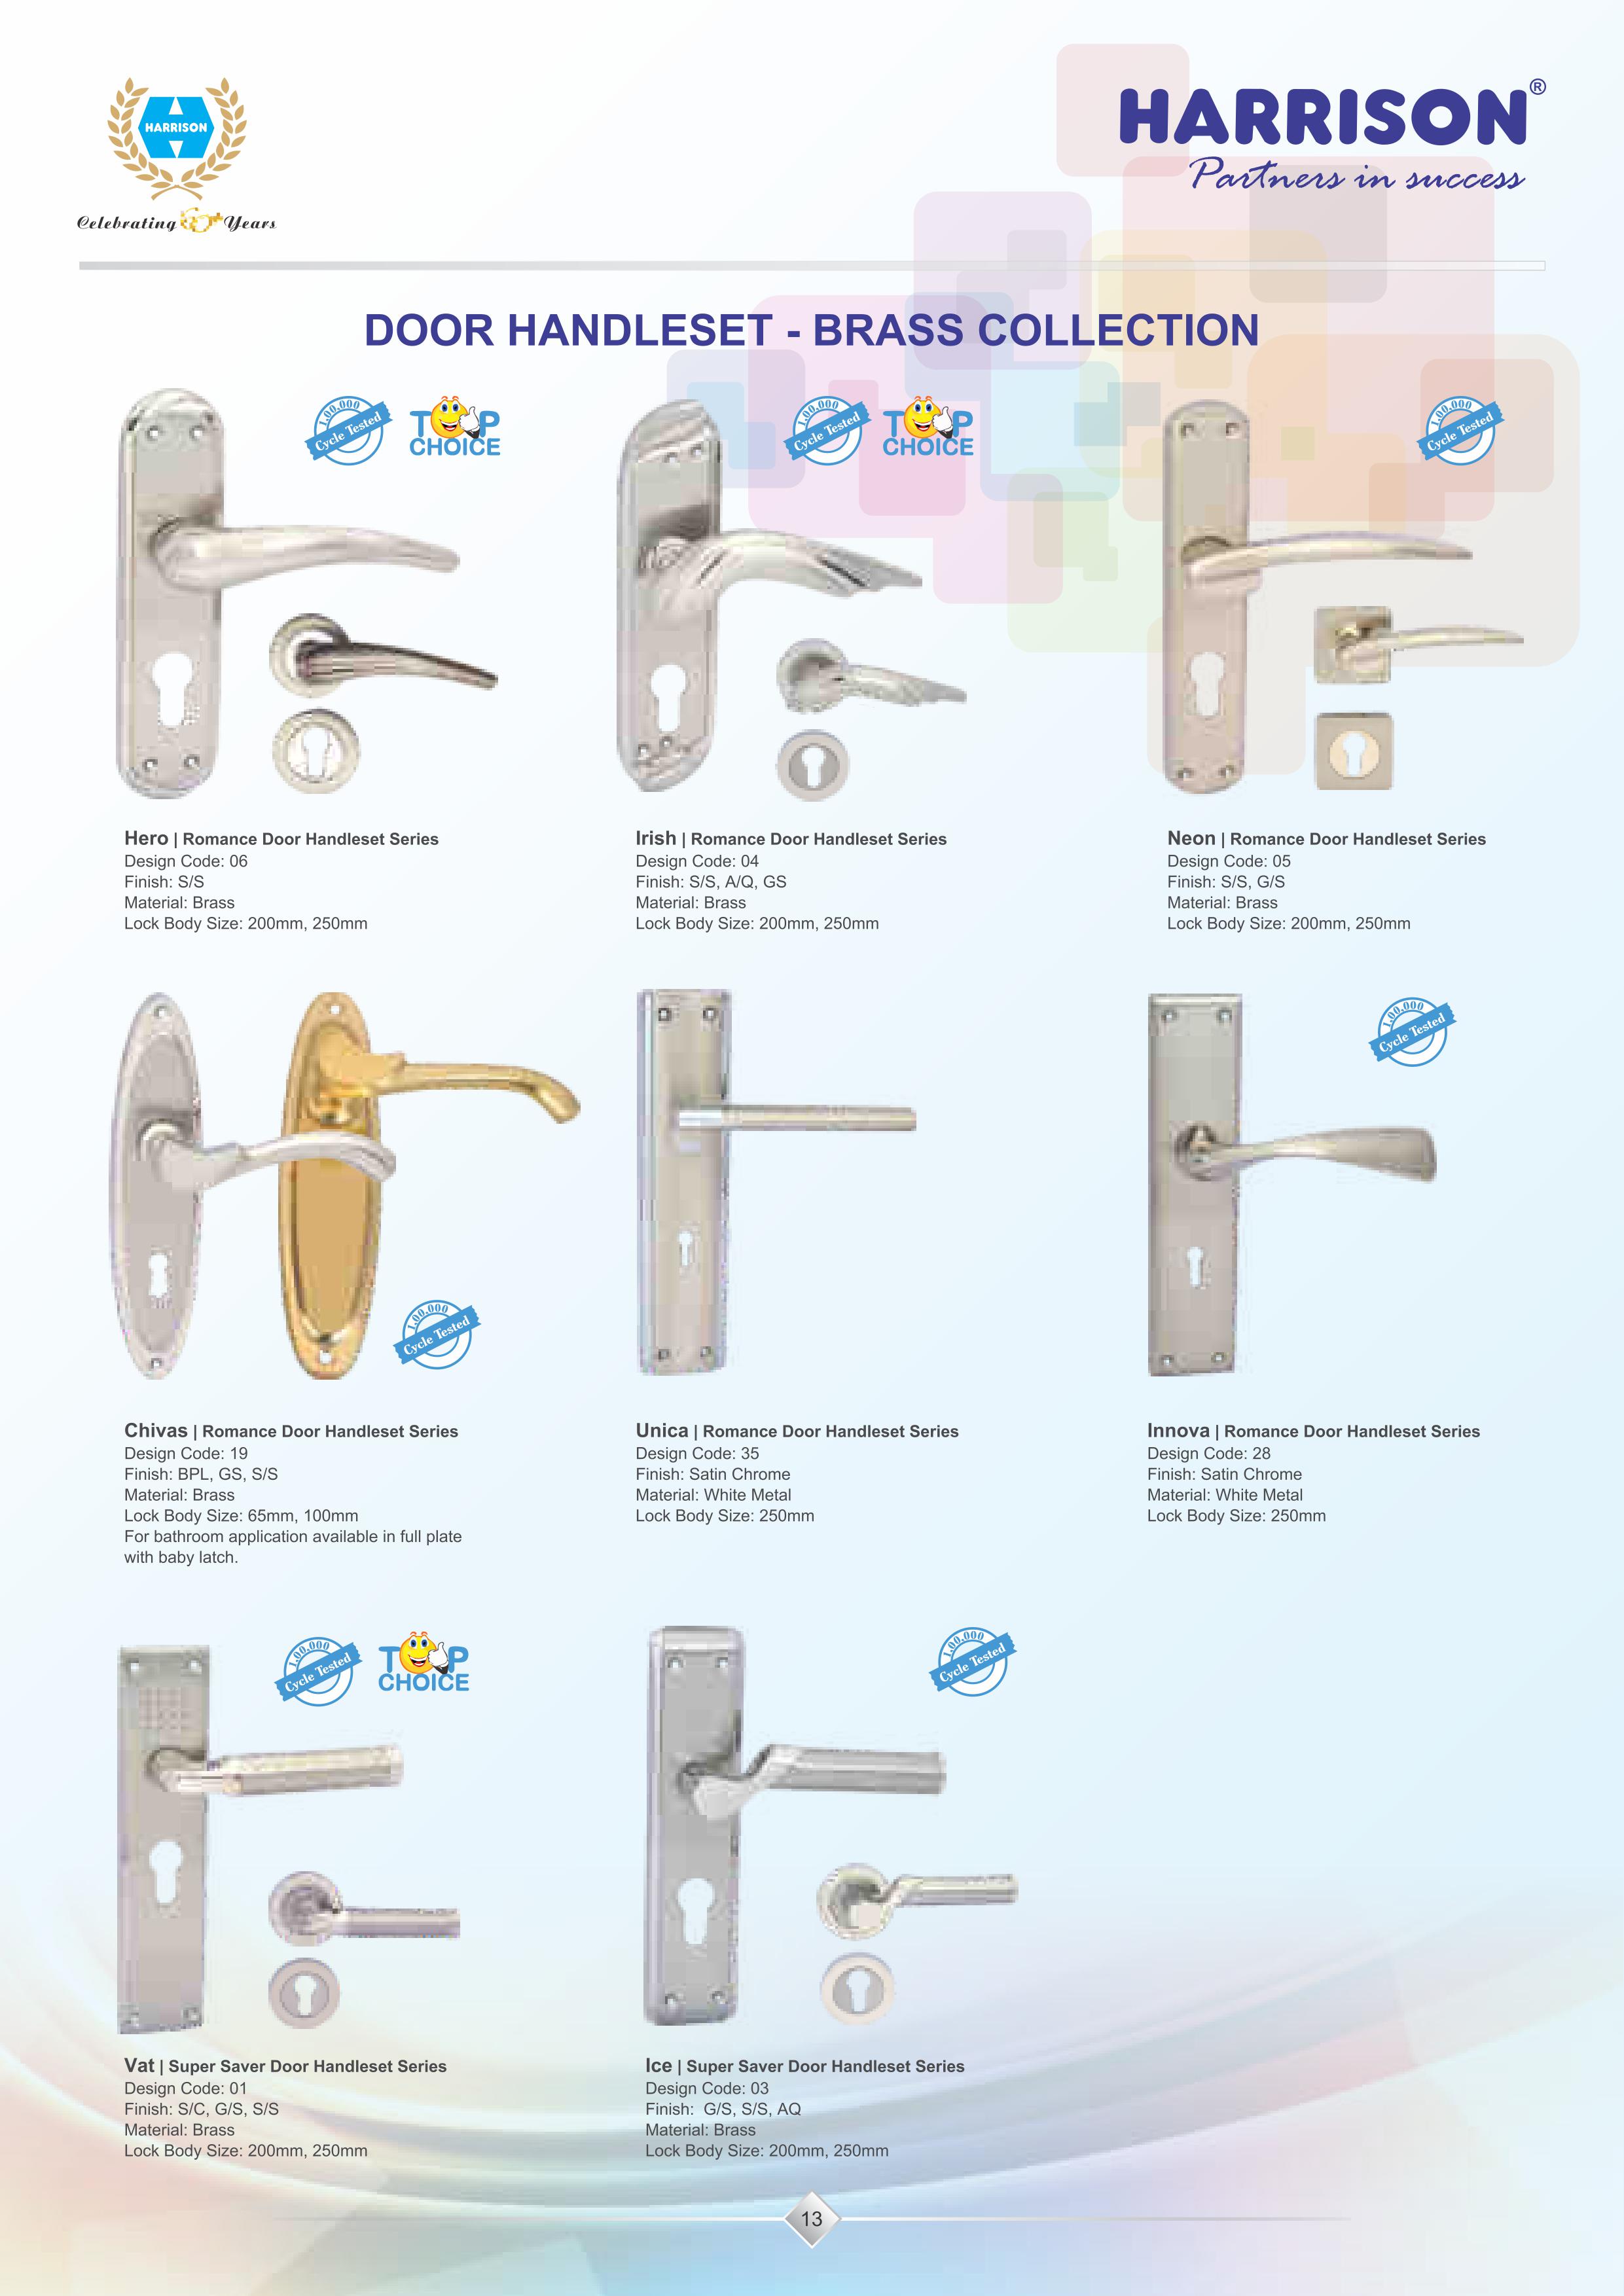 HARRISON
Celebrating 65+ Years
HARRISON®
Partners in success
DOOR HANDLESET - BRASS COLLECTION
1,00,000
Cycle Tested
TOP
CHOICE
1,00,000
Cycle Tested
TOP
CHOICE
1,00,000
Cycle Tested
Hero | Romance Door Handleset Series
Design Code: 06
Finish: S/S
Material: Brass
Lock Body Size: 200mm, 250mm
Irish | Romance Door Handleset Series
Design Code: 04
Finish: S/S, A/Q, GS
Material: Brass
Lock Body Size: 200mm, 250mm
Neon | Romance Door Handleset Series
Design Code: 05
Finish: S/S, G/S
Material: Brass
Lock Body Size: 200mm, 250mm
1,00,000
Cycle Tested
1,00,000
Cycle Tested
Chivas | Romance Door Handleset Series
Design Code: 19
Finish: BPL, GS, S/S
Material: Brass
Lock Body Size: 65mm, 100mm
For bathroom application available in full plate
with baby latch.
Unica | Romance Door Handleset Series
Design Code: 35
Finish: Satin Chrome
Material: White Metal
Lock Body Size: 250mm
Innova | Romance Door Handleset Series
Design Code: 28
Finish: Satin Chrome
Material: White Metal
Lock Body Size: 250mm
1,00,000
Cycle Tested
TOP
CHOICE
1,00,000
Cycle Tested
Vat | Super Saver Door Handleset Series
Design Code: 01
Finish: S/C, G/S, S/S
Material: Brass
Lock Body Size: 200mm, 250mm
Ice | Super Saver Door Handleset Series
Design Code: 03
Finish:  G/S, S/S, AQ
Material: Brass
Lock Body Size: 200mm, 250mm
13